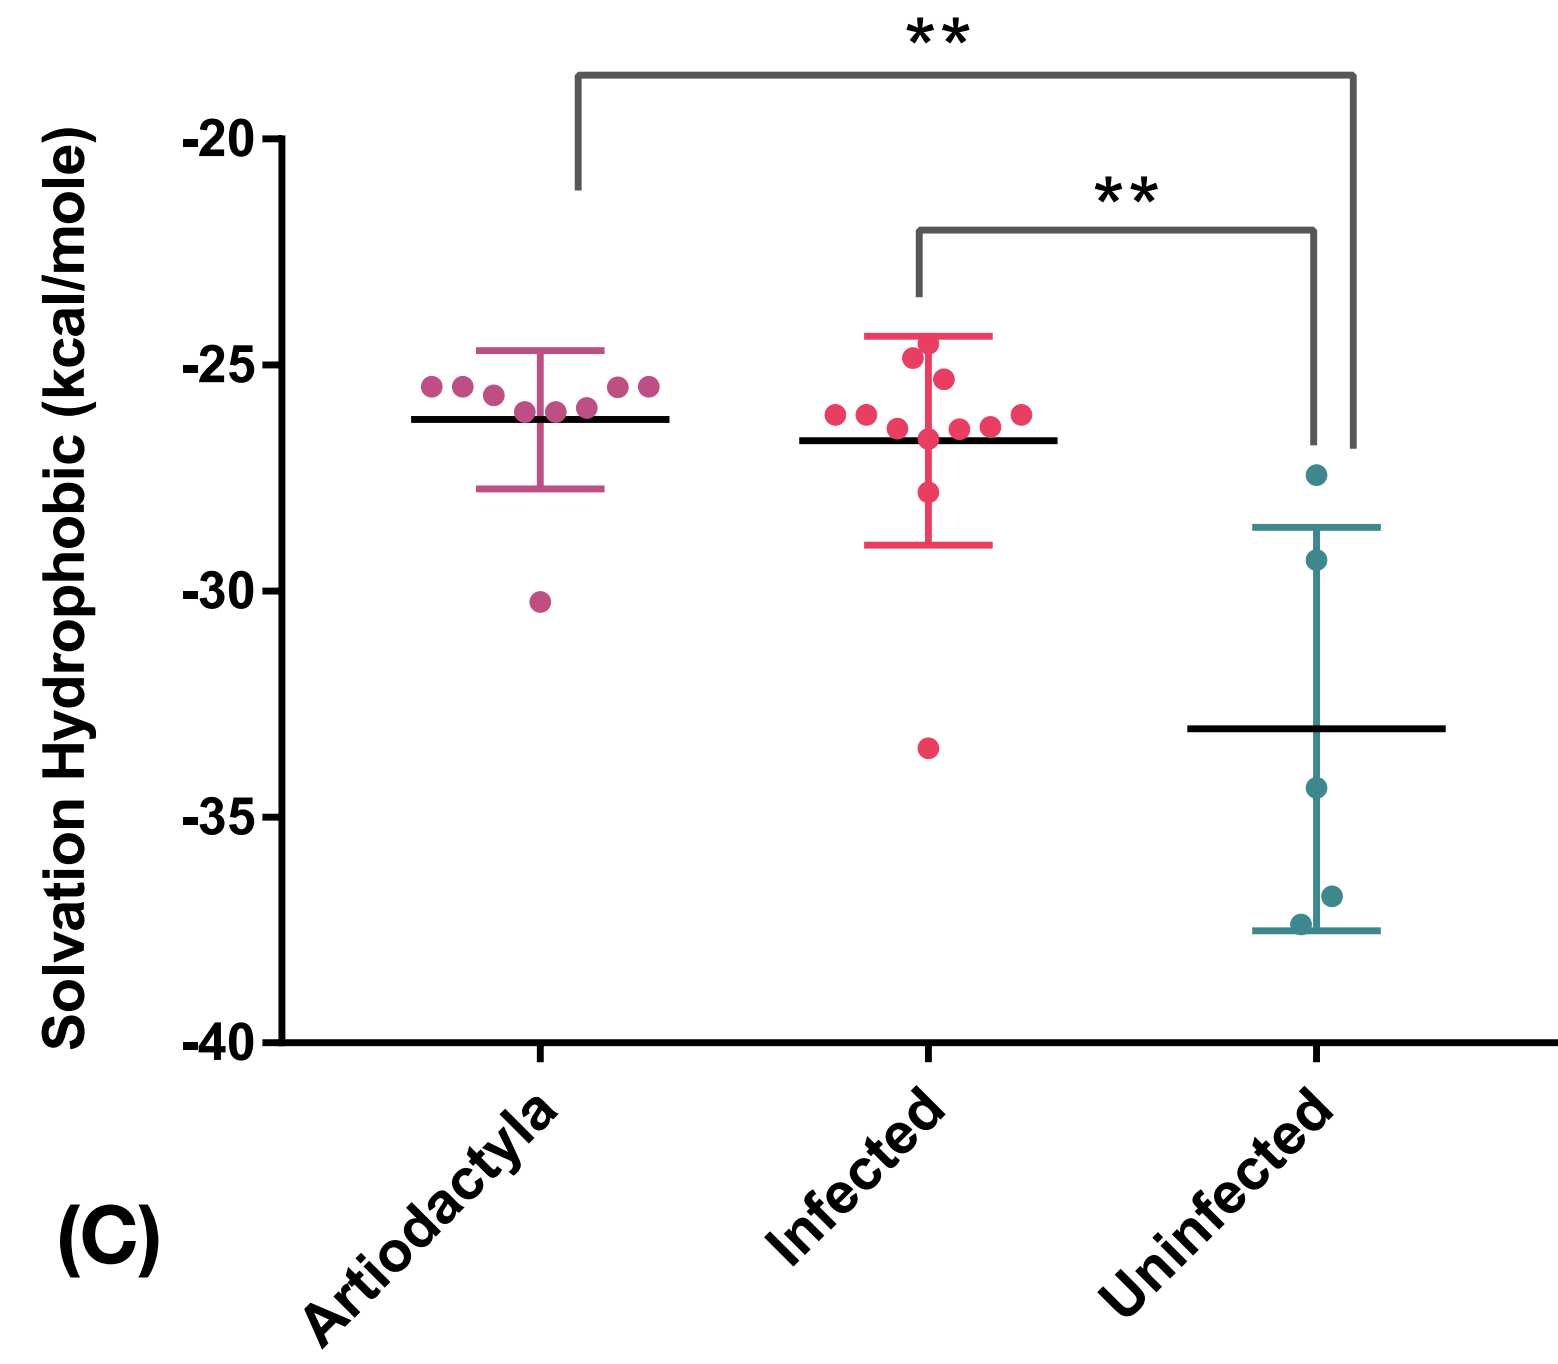 **
**
Solvation Hydrophobic (kcal/mole)
-20
-25
-30
-35
-40
Artiodactyla
Infected
Uninfected
(C)